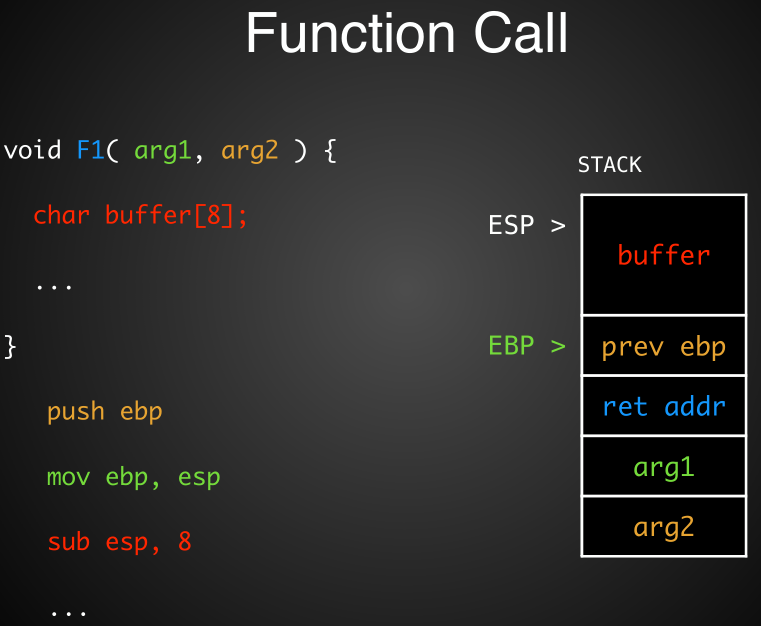 Function Call
void F1( arg1, arg2 ) {
char buffer[8];
...
}
push ebp
mov ebp, esp
sub esp, 8
...
STACK
ESP >
buffer
EBP >
prev ebp
ret addr
arg1
arg2